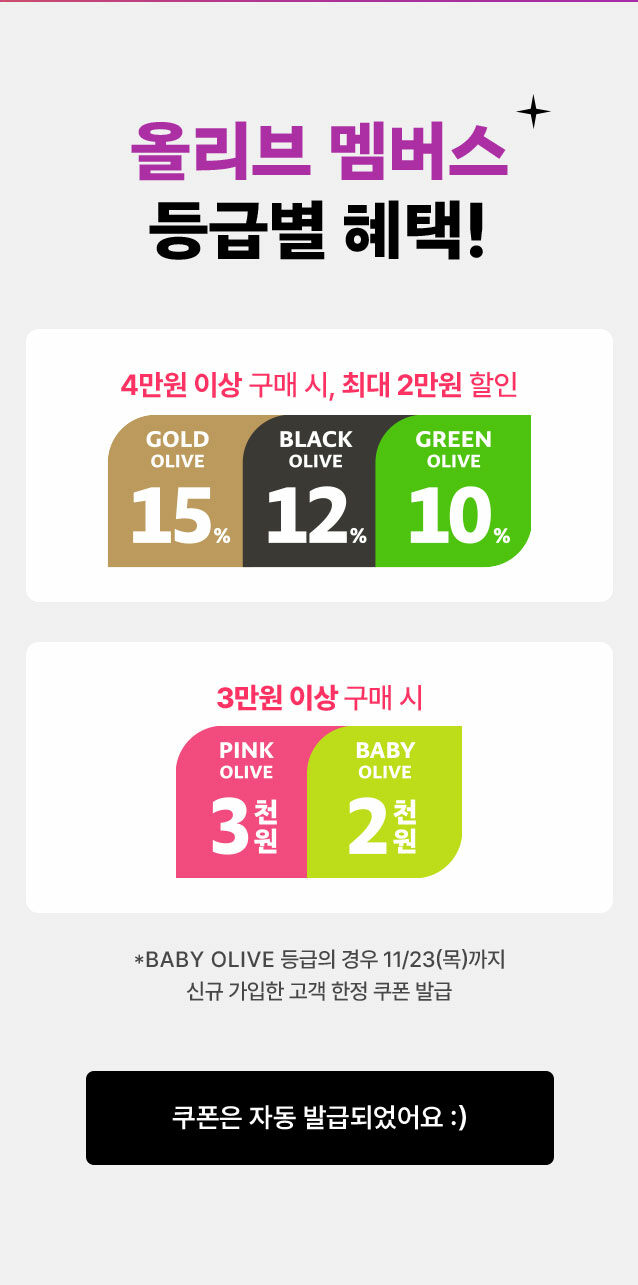 올리브 멤버스
등급별 혜택!
4만원 이상 구매 시, 최대 2만원 할인
GOLD
OLIVE
15%
BLACK
OLIVE
12%
GREEN
OLIVE
10%
3만원 이상 구매 시
PINK
OLIVE
3천원
BABY
OLIVE
2천원
*BABY OLIVE 등급의 경우 11/23(목)까지
신규 가입한 고객 한정 쿠폰 발급
쿠폰은 자동 발급되었어요 :)